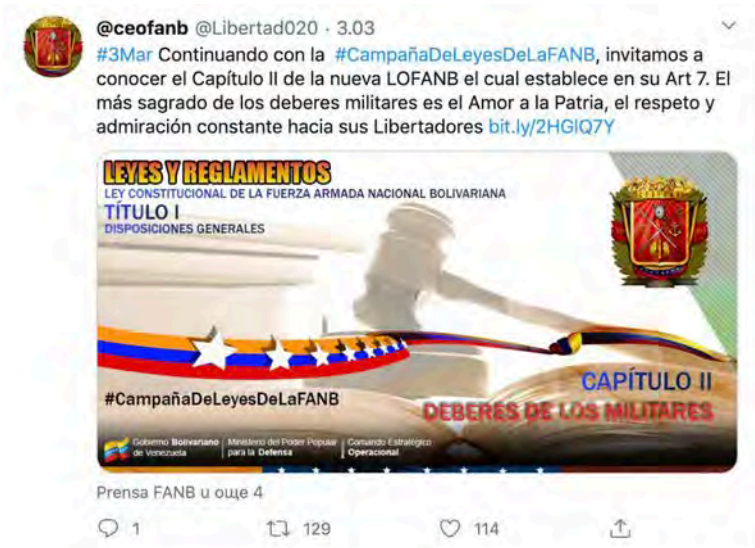 @ceofanb @Libertad020 · 3.03
#3Mar Continuando con la #CampañaDeLeyesDeLaFANB, invitamos a
conocer el Capítulo II de la nueva LOFANB el cual establece en su Art 7. El
más sagrado de los deberes militares es el Amor a la Patria, el respeto y
admiración constante hacia sus Libertadores bit.ly/2HGlQ7Y
LEYES Y REGLAMENTOS
LEY CONSTITUCIONAL DE LA FUERZA ARMADA NACIONAL BOLIVARIANA
TÍTULO I
DISPOSICIONES GENERALES
CAPÍTULO II
#CampañaDeLeyesDeLaFANB
DEBERES DE LOS MILITARES
Gobierno Bolivariano Ministerio del Poder Popular Comando Estratégico
de Venezuela para la Defensa Operacional
Prensa FANB и още 4
1 129 114